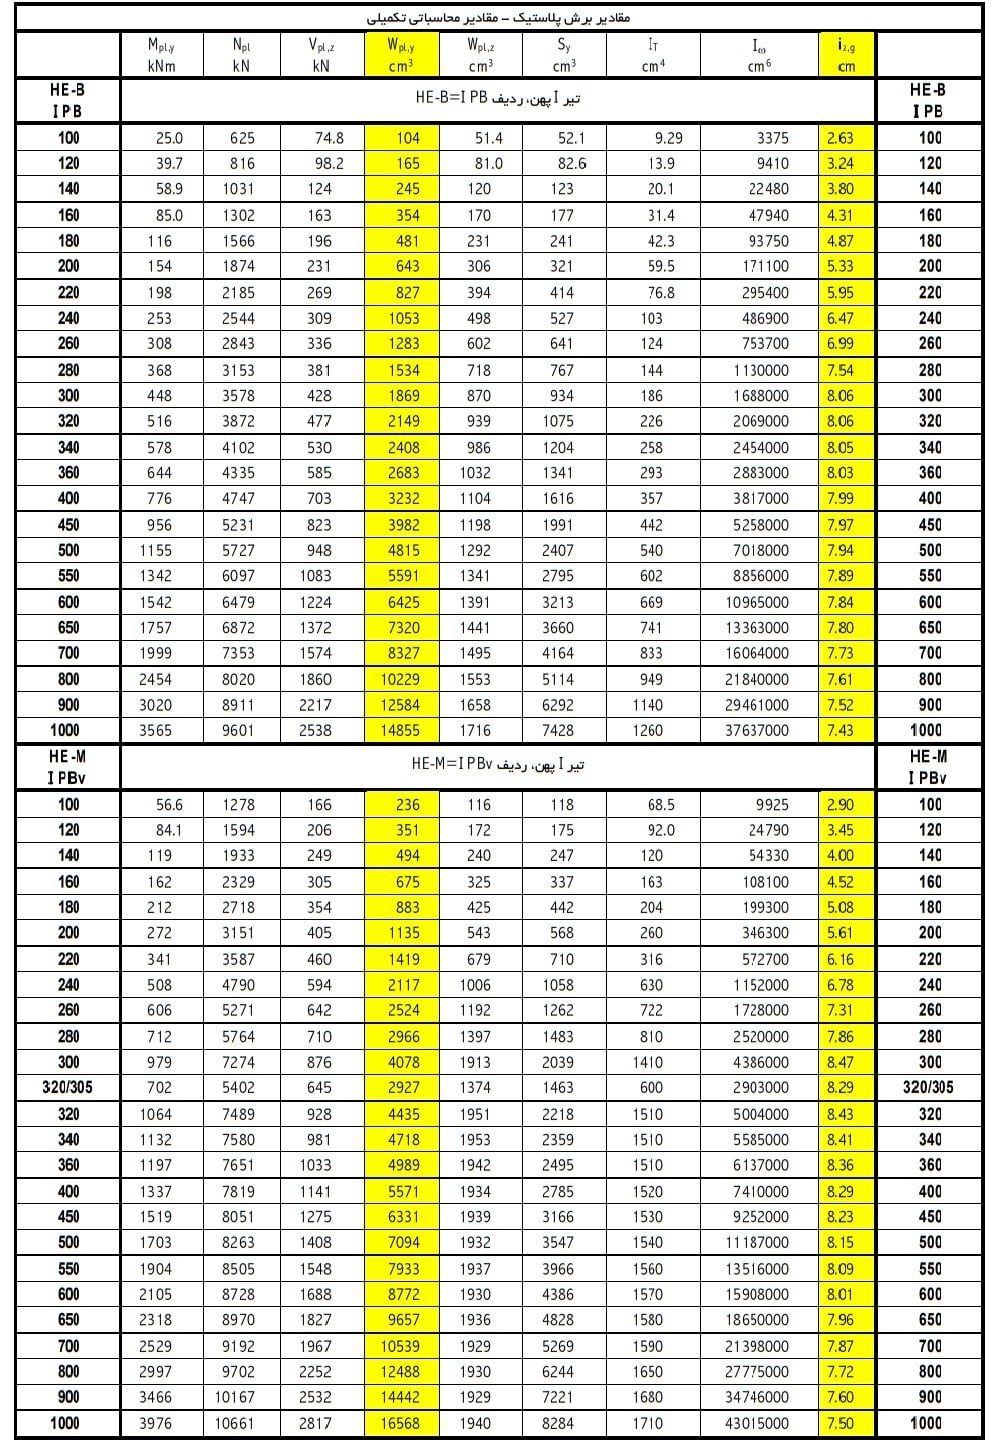 مقادیر برش پلاستیک – مقادیر محاسباتی تکمیلی
Mpl,y Npl Vpl,z Wpl,y Wpl,z Sy IT Iω iz,g
kNm kN kN cm³ cm³ cm³ cm⁴ cm⁶ cm
HE-B تیر I پهن، ردیف HE-B=I PB HE-B
I PB I PB
100 25.0 625 74.8 104 51.4 52.1 9.29 3375 2.63 100
120 39.7 816 98.2 165 81.0 82.6 13.9 9410 3.24 120
140 58.9 1031 124 245 120 123 20.1 22480 3.80 140
160 85.0 1302 163 354 170 177 31.4 47940 4.31 160
180 116 1566 196 481 231 241 42.3 93750 4.87 180
200 154 1874 231 643 306 321 59.5 171100 5.33 200
220 198 2185 269 827 394 414 76.8 295400 5.95 220
240 253 2544 309 1053 498 527 103 486900 6.47 240
260 308 2843 336 1283 602 641 124 753700 6.99 260
280 368 3153 381 1534 718 767 144 1130000 7.54 280
300 448 3578 428 1869 870 934 186 1688000 8.06 300
320 516 3872 477 2149 939 1075 226 2069000 8.06 320
340 578 4102 530 2408 986 1204 258 2454000 8.05 340
360 644 4335 585 2683 1032 1341 293 2883000 8.03 360
400 776 4747 703 3232 1104 1616 357 3817000 7.99 400
450 956 5231 823 3982 1198 1991 442 5258000 7.97 450
500 1155 5727 948 4815 1292 2407 540 7018000 7.94 500
550 1342 6097 1083 5591 1341 2795 602 8856000 7.89 550
600 1542 6479 1224 6425 1391 3213 669 10965000 7.84 600
650 1757 6872 1372 7320 1441 3660 741 13363000 7.80 650
700 1999 7353 1574 8327 1495 4164 833 16064000 7.73 700
800 2454 8020 1860 10229 1553 5114 949 21840000 7.61 800
900 3020 8911 2217 12584 1658 6292 1140 29461000 7.52 900
1000 3565 9601 2538 14855 1716 7428 1260 37637000 7.43 1000
HE-M تیر I پهن، ردیف HE-M=I PBv HE-M
I PBv I PBv
100 56.6 1278 166 236 116 118 68.5 9925 2.90 100
120 84.1 1594 206 351 172 175 92.0 24790 3.45 120
140 119 1933 249 494 240 247 120 54330 4.00 140
160 162 2329 305 675 325 337 163 108100 4.52 160
180 212 2718 354 883 425 442 204 199300 5.08 180
200 272 3151 405 1135 543 568 260 346300 5.61 200
220 341 3587 460 1419 679 710 316 572700 6.16 220
240 508 4790 594 2117 1006 1058 630 1152000 6.78 240
260 606 5271 642 2524 1192 1262 722 1728000 7.31 260
280 712 5764 710 2966 1397 1483 810 2520000 7.86 280
300 979 7274 876 4078 1913 2039 1410 4386000 8.47 300
320/305 702 5402 645 2927 1374 1463 600 2903000 8.29 320/305
320 1064 7489 928 4435 1951 2218 1510 5004000 8.43 320
340 1132 7580 981 4718 1953 2359 1510 5585000 8.41 340
360 1197 7651 1033 4989 1942 2495 1510 6137000 8.36 360
400 1337 7819 1141 5571 1934 2785 1520 7410000 8.29 400
450 1519 8051 1275 6331 1939 3166 1530 9252000 8.23 450
500 1703 8263 1408 7094 1932 3547 1540 11187000 8.15 500
550 1904 8505 1548 7933 1937 3966 1560 13516000 8.09 550
600 2105 8728 1688 8772 1930 4386 1570 15908000 8.01 600
650 2318 8970 1827 9657 1936 4828 1580 18650000 7.96 650
700 2529 9192 1967 10539 1929 5269 1590 21398000 7.87 700
800 2997 9702 2252 12488 1930 6244 1650 27775000 7.72 800
900 3466 10167 2532 14442 1929 7221 1680 34746000 7.60 900
1000 3976 10661 2817 16568 1940 8284 1710 43015000 7.50 1000